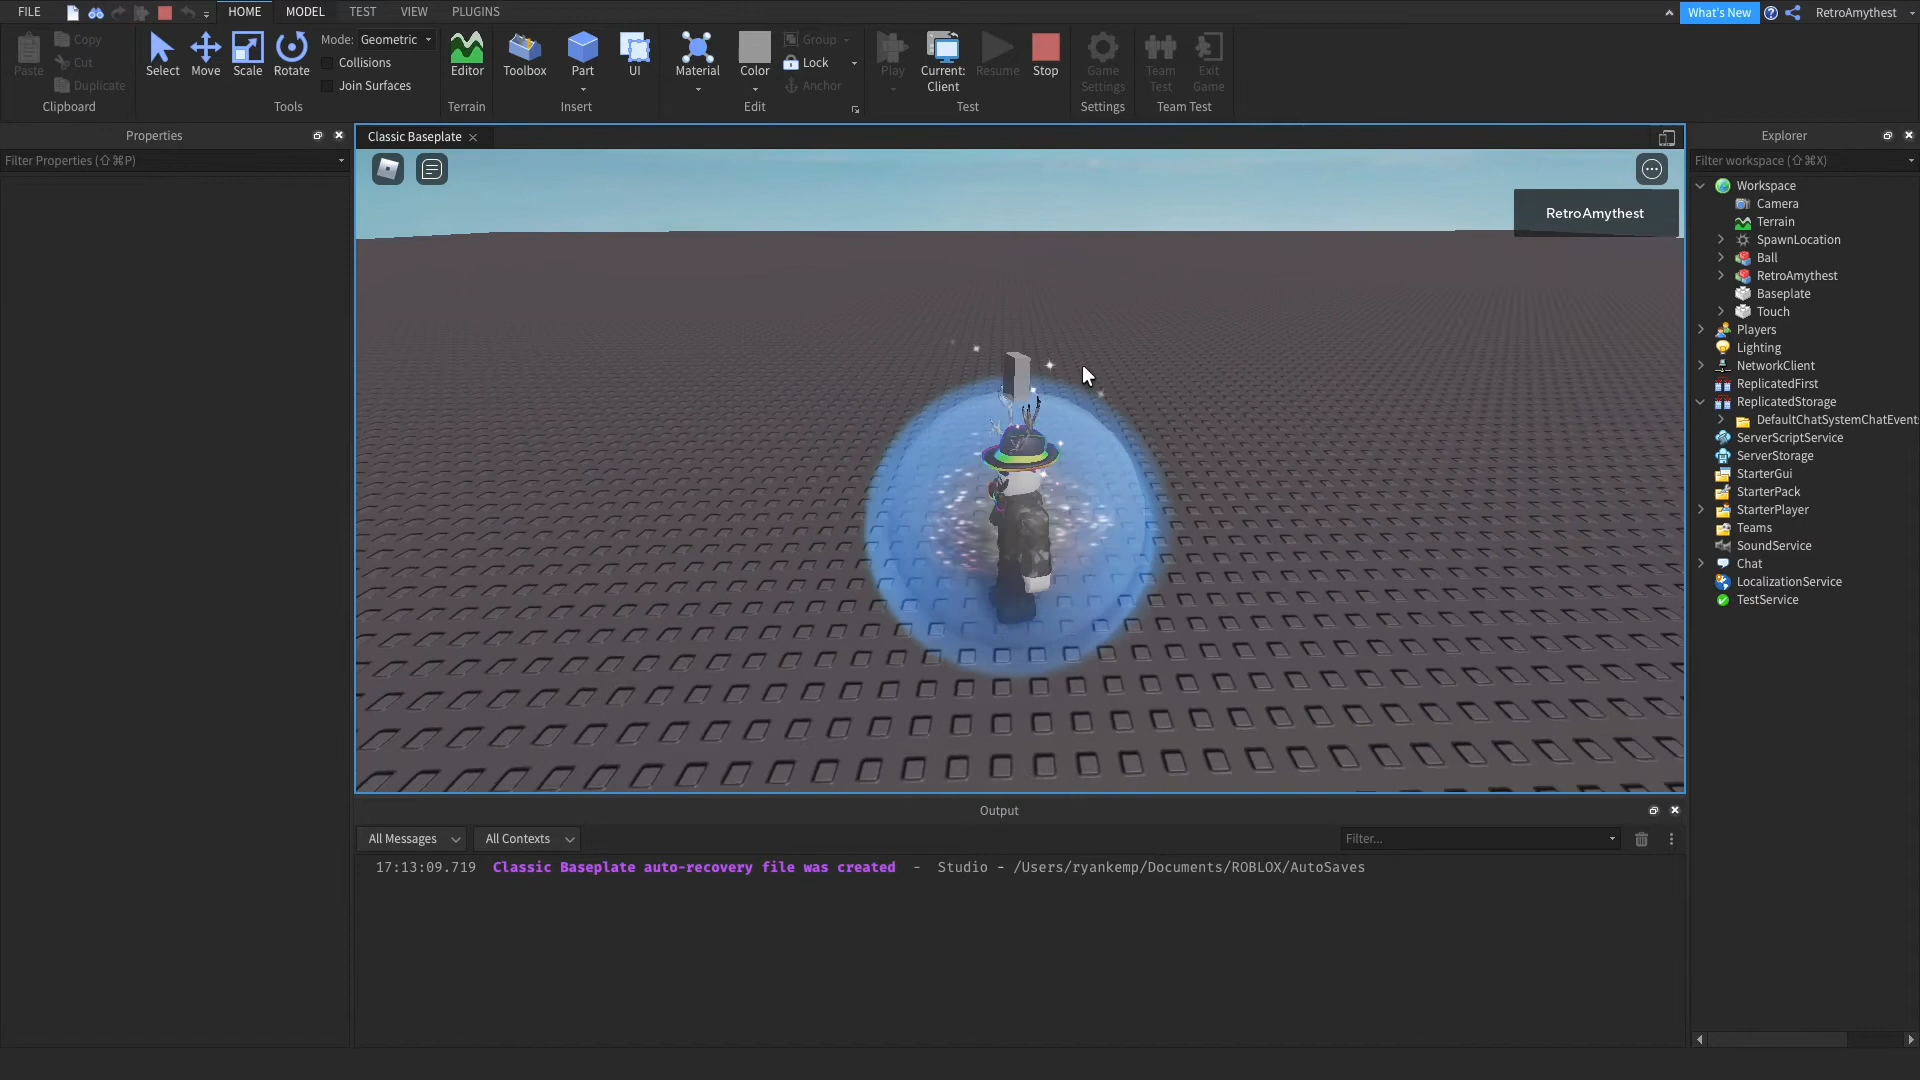 FILE HOME MODEL TEST VIEW PLUGINS What's New RetroAmythest
Paste Copy Cut Duplicate Clipboard
Select Move Scale Rotate Mode: Geometric Collisions Join Surfaces Tools
Editor Terrain
Toolbox Part UI Insert
Material Color Group Lock Anchor Edit
Play Current: Client Resume Stop Test
Game Settings Settings
Team Test Exit Game Team Test
Properties
Filter Properties (⇧⌘P)
Classic Baseplate
RetroAmythest
Explorer
Filter workspace (⇧⌘X)
Workspace
Camera
Terrain
SpawnLocation
Ball
RetroAmythest
Baseplate
Touch
Players
Lighting
NetworkClient
ReplicatedFirst
ReplicatedStorage
DefaultChatSystemChatEvent
ServerScriptService
ServerStorage
StarterGui
StarterPack
StarterPlayer
Teams
SoundService
Chat
LocalizationService
TestService
Output
All Messages All Contexts Filter...
17:13:09.719 Classic Baseplate auto-recovery file was created - Studio - /Users/ryankemp/Documents/ROBLOX/AutoSaves